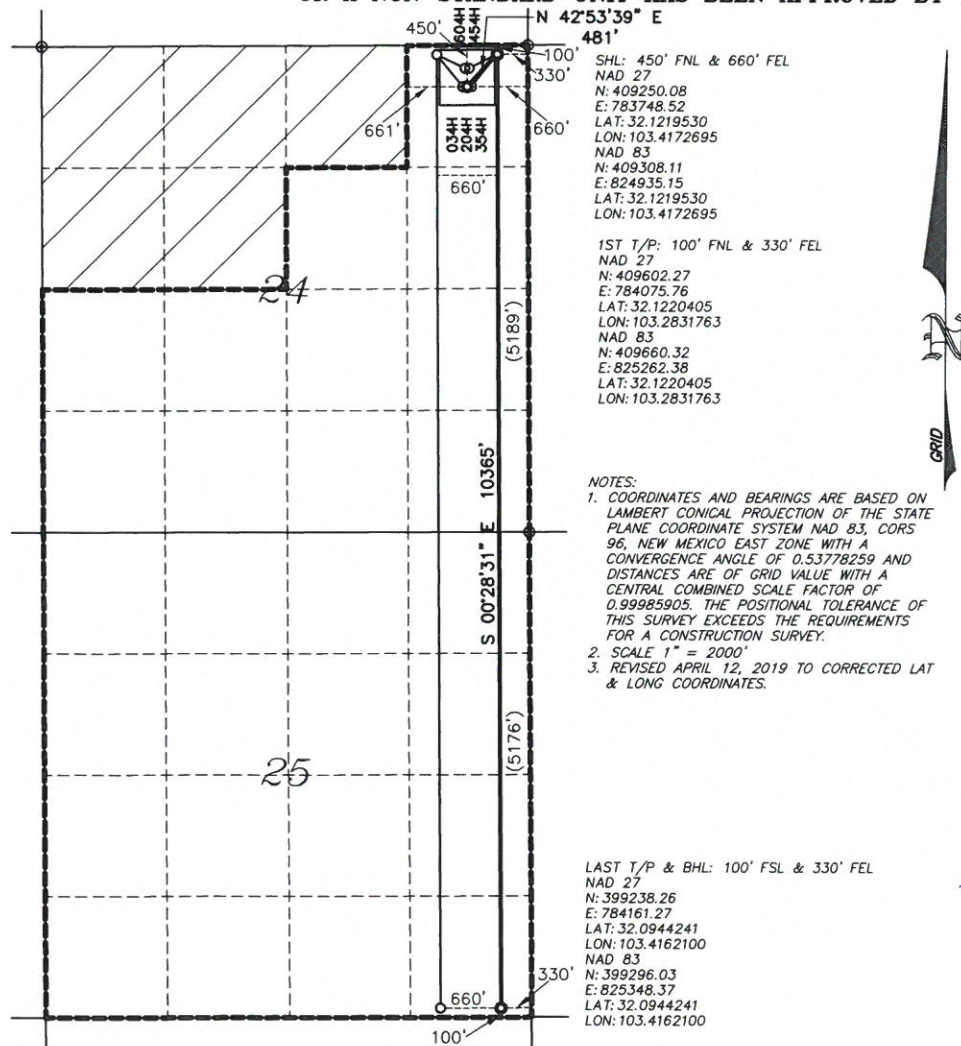 N 42°53'39" E
481'
450'
604H
454H
100'
330'
661'
660'
034H
204H
354H
660'
24
(5189')
S 00°28'31" E 10365'
(5176')
25
330'
660'
100'
SHL: 450' FNL & 660' FEL
NAD 27
N: 409250.08
E: 783748.52
LAT: 32.1219530
LON: 103.4172695
NAD 83
N: 409308.11
E: 824935.15
LAT: 32.1219530
LON: 103.4172695
1ST T/P: 100' FNL & 330' FEL
NAD 27
N: 409602.27
E: 784075.76
LAT: 32.1220405
LON: 103.2831763
NAD 83
N: 409660.32
E: 825262.38
LAT: 32.1220405
LON: 103.2831763
N
GRID
NOTES:
1. COORDINATES AND BEARINGS ARE BASED ON
LAMBERT CONICAL PROJECTION OF THE STATE
PLANE COORDINATE SYSTEM NAD 83, CORS
96, NEW MEXICO EAST ZONE WITH A
CONVERGENCE ANGLE OF 0.53778259 AND
DISTANCES ARE OF GRID VALUE WITH A
CENTRAL COMBINED SCALE FACTOR OF
0.99985905. THE POSITIONAL TOLERANCE OF
THIS SURVEY EXCEEDS THE REQUIREMENTS
FOR A CONSTRUCTION SURVEY.
2. SCALE 1" = 2000'
3. REVISED APRIL 12, 2019 TO CORRECTED LAT
& LONG COORDINATES.
LAST T/P & BHL: 100' FSL & 330' FEL
NAD 27
N: 399238.26
E: 784161.27
LAT: 32.0944241
LON: 103.4162100
NAD 83
N: 399296.03
E: 825348.37
LAT: 32.0944241
LON: 103.4162100